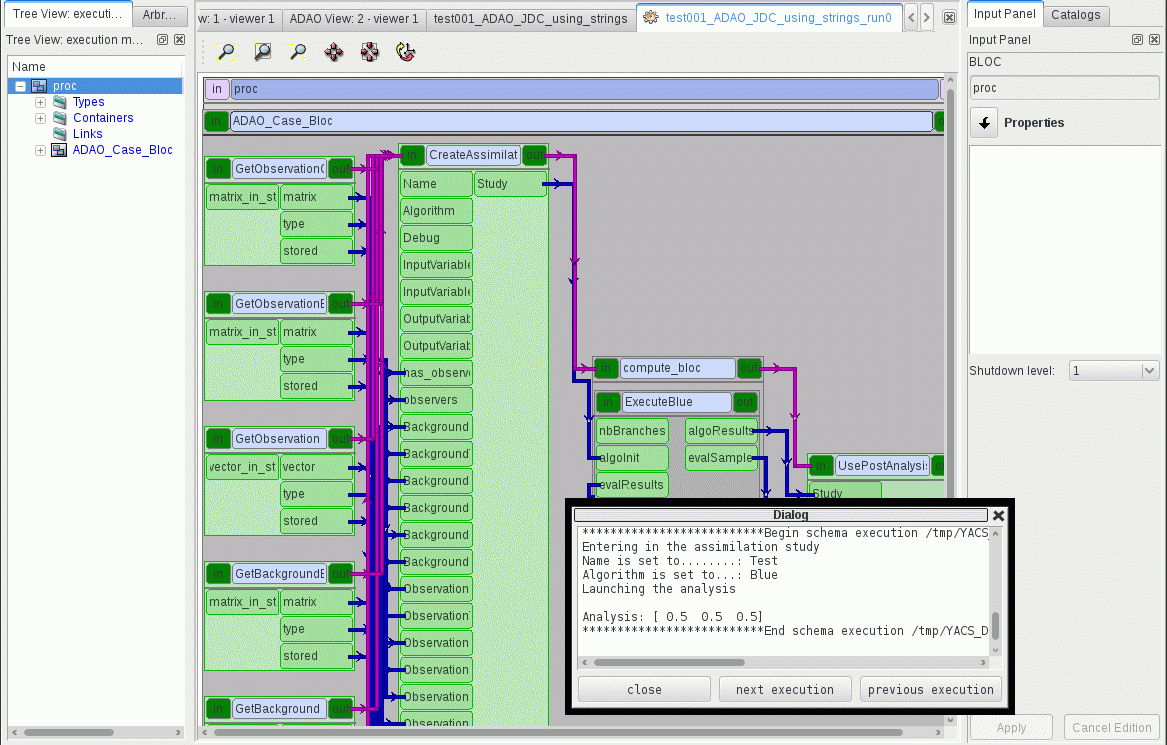 Tree View: executi...
Arbr...
Tree View: execution m...
Name
proc
Types
Containers
Links
ADAO_Case_Bloc
w: 1 - viewer 1
ADAO View: 2 - viewer 1
test001_ADAO_JDC_using_strings
test001_ADAO_JDC_using_strings_run0
in
proc
in
ADAO_Case_Bloc
in
GetObservationO
out
matrix_in_st
matrix
type
stored
in
GetObservationE
out
matrix_in_st
matrix
type
stored
in
GetObservation
out
vector_in_st
vector
type
stored
in
GetBackgroundE
out
matrix_in_st
matrix
type
stored
in
GetBackground
out
in
CreateAssimilat
out
Name
Study
Algorithm
Debug
InputVariable
InputVariable
OutputVariab
OutputVariab
has_observe
observers
Background
Background
Background
Background
Background
Background
Observation
Observation
Observation
Observation
Observation
Observation
in
compute_bloc
out
in
ExecuteBlue
out
nbBranches
algoResults
algoInit
evalSample
evalResults
in
UsePostAnalysis
Study
Dialog
**************************Begin schema execution /tmp/YACS_
Entering in the assimilation study
Name is set to........: Test
Algorithm is set to...: Blue
Launching the analysis
Analysis: [ 0.5  0.5  0.5]
**************************End schema execution /tmp/YACS_D
close
next execution
previous execution
Input Panel
Catalogs
Input Panel
BLOC
proc
Properties
Shutdown level:
1
Apply
Cancel Edition